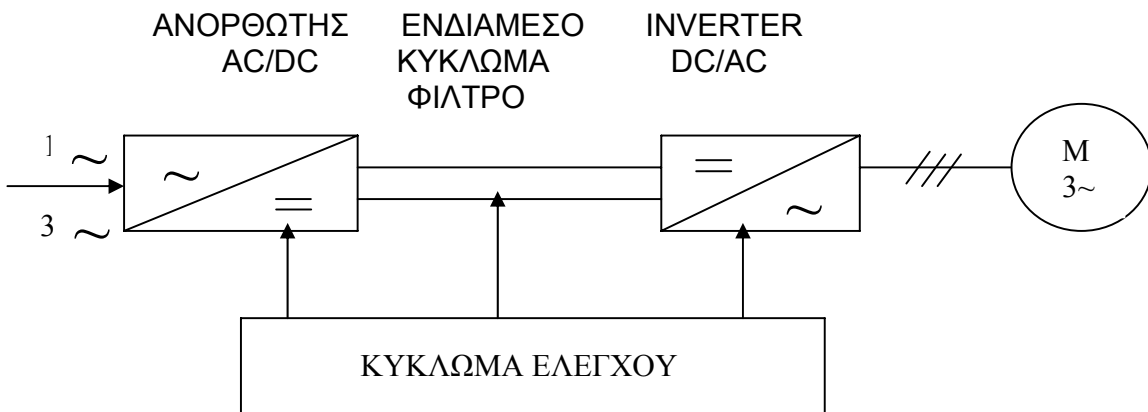 ΑΝΟΡΘΩΤΗΣ
AC/DC
ΕΝΔΙΑΜΕΣΟ
ΚΥΚΛΩΜΑ
ΦΙΛΤΡΟ
INVERTER
DC/AC
1 ~
3 ~
~
=
=
~
M
3~
ΚΥΚΛΩΜΑ ΕΛΕΓΧΟΥ